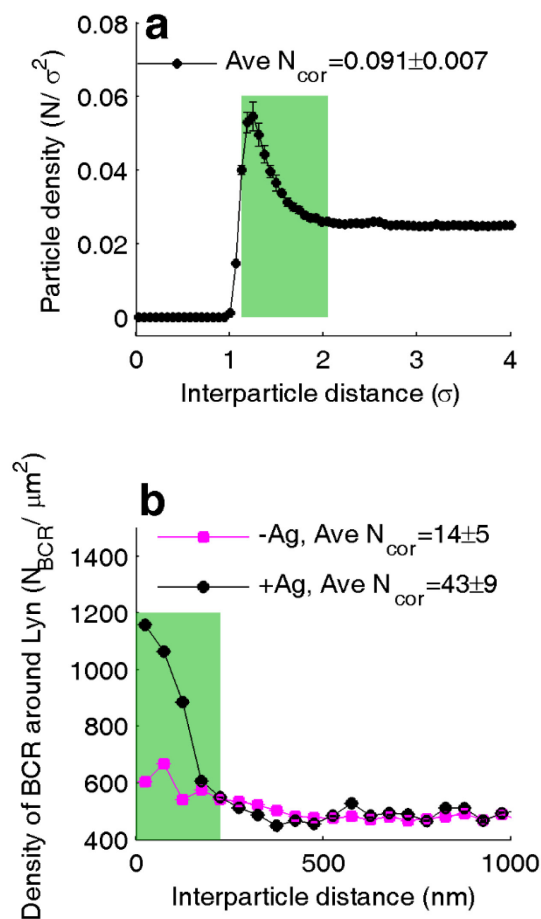 a
Ave N_cor=0.091±0.007
Particle density (N/ σ²)
0.08
0.06
0.04
0.02
0
0 1 2 3 4
Interparticle distance (σ)
b
-Ag, Ave N_cor=14±5
+Ag, Ave N_cor=43±9
Density of BCR around Lyn (N_BCR/ μm²)
1400
1200
1000
800
600
400
0 500 1000
Interparticle distance (nm)